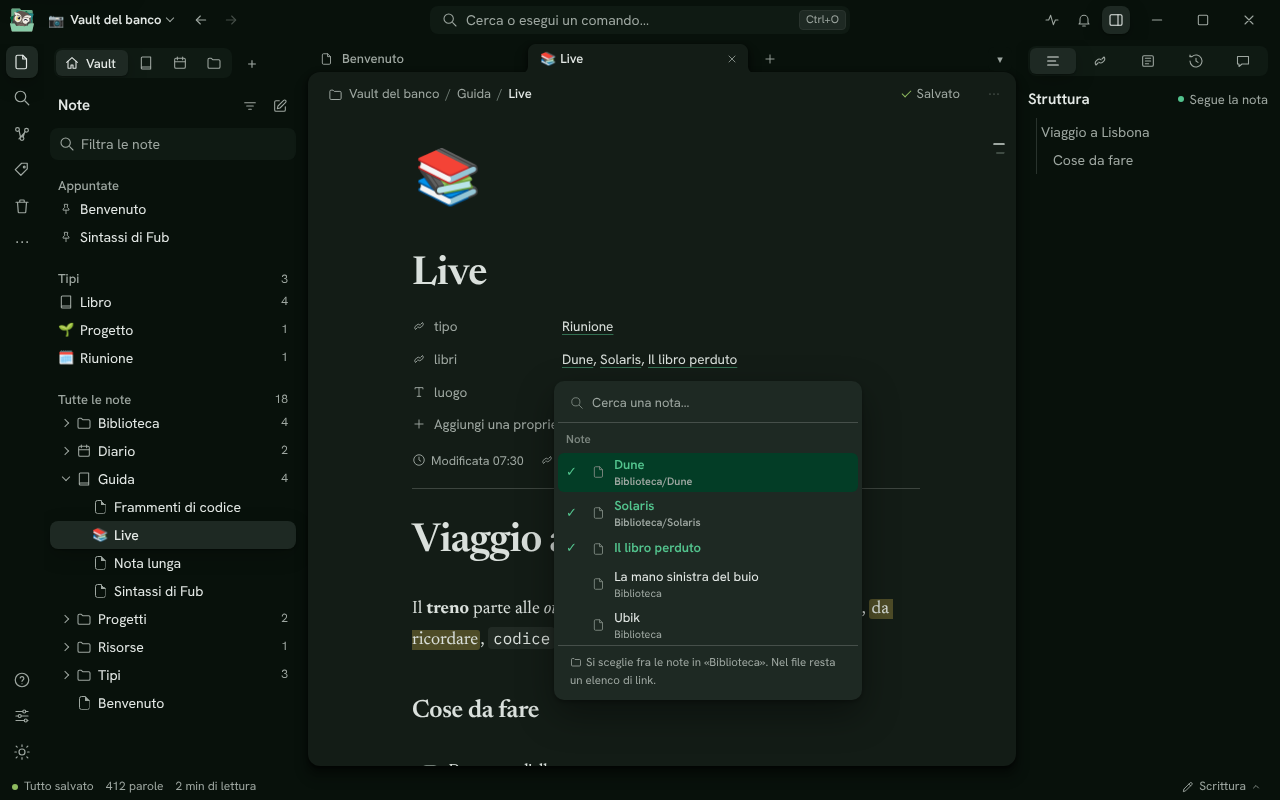 Vault del banco
Cerca o esegui un comando…
Ctrl+O
Vault
Note
Filtra le note
Appuntate
Benvenuto
Sintassi di Fub
Tipi 3
Libro 4
Progetto 1
Riunione 1
Tutte le note 18
Biblioteca 4
Diario 2
Guida 4
Frammenti di codice
Live
Nota lunga
Sintassi di Fub
Progetti 2
Risorse 1
Tipi 3
Benvenuto
Benvenuto
Live
Vault del banco / Guida / Live
Salvato
Live
tipo Riunione
libri Dune, Solaris, Il libro perduto
luogo
Aggiungi una proprie
Modificata 07:30
Viaggio
Il treno parte alle
, da
ricordare, codice
Cose da fare
Cerca una nota…
Note
Dune
Biblioteca/Dune
Solaris
Biblioteca/Solaris
Il libro perduto
La mano sinistra del buio
Biblioteca
Ubik
Biblioteca
Si sceglie fra le note in «Biblioteca». Nel file resta
un elenco di link.
Struttura
Segue la nota
Viaggio a Lisbona
Cose da fare
Tutto salvato 412 parole 2 min di lettura
Scrittura